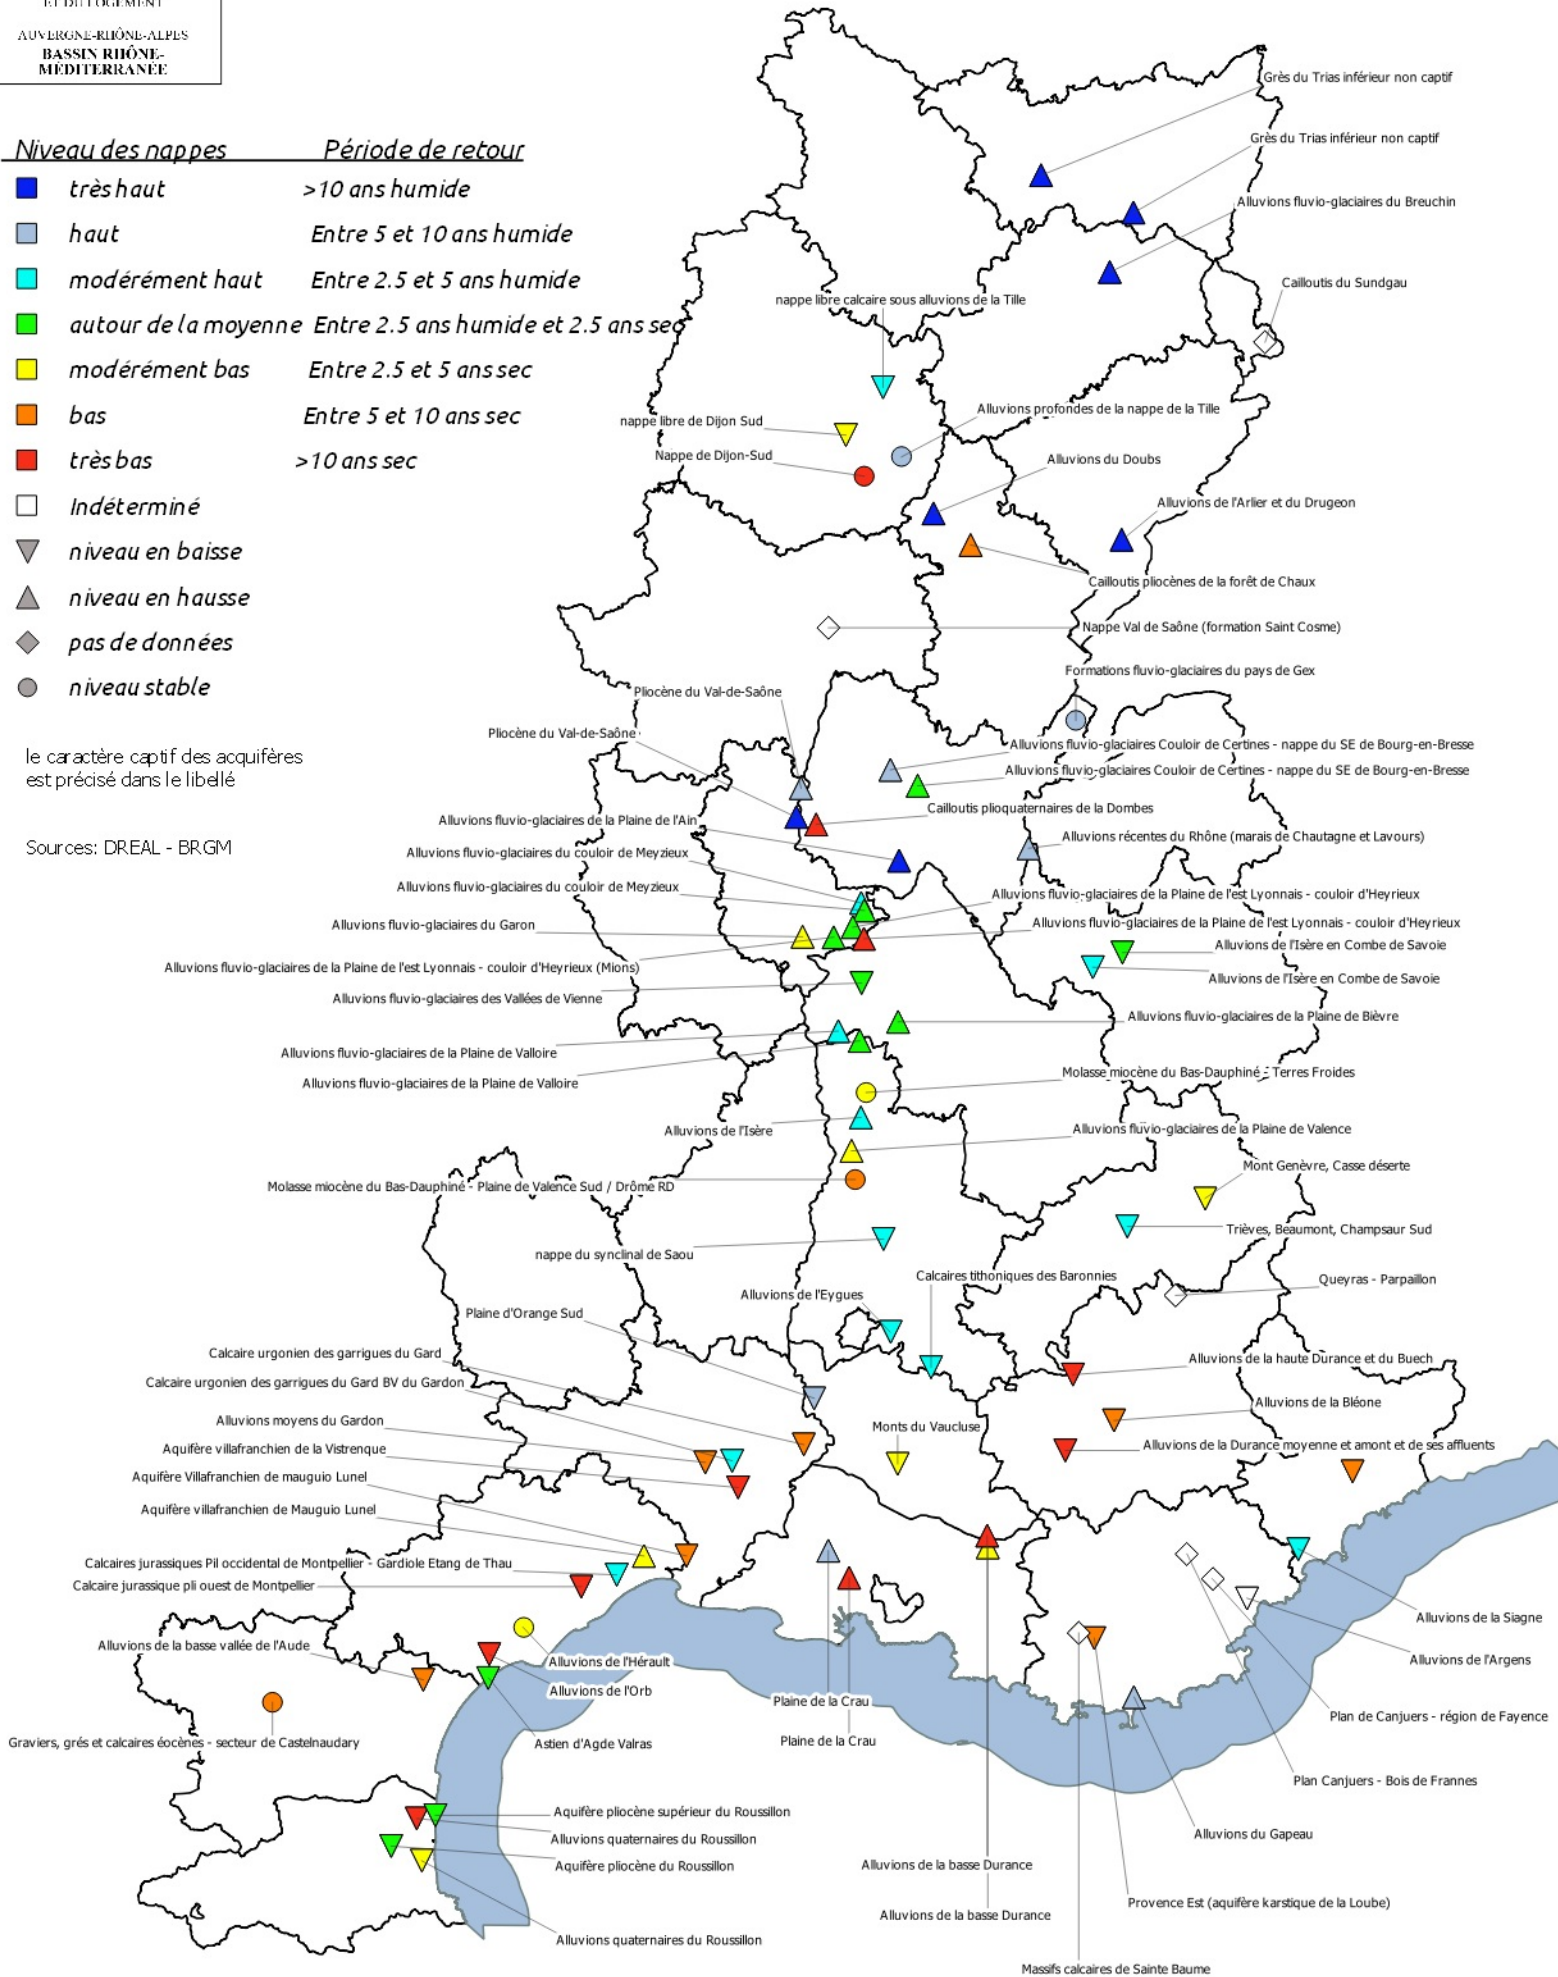 ET DU LOGEMENT
AUVERGNE-RHÔNE-ALPES
BASSIN RHÔNE-
MÉDITERRANÉE
Niveau des nappes Période de retour
très haut >10 ans humide
haut Entre 5 et 10 ans humide
modérément haut Entre 2.5 et 5 ans humide
autour de la moyenne Entre 2.5 ans humide et 2.5 ans sec
modérément bas Entre 2.5 et 5 ans sec
bas Entre 5 et 10 ans sec
très bas >10 ans sec
Indéterminé
niveau en baisse
niveau en hausse
pas de données
niveau stable
le caractère captif des acquifères
est précisé dans le libellé
Sources: DREAL - BRGM
Grès du Trias inférieur non captif
Grès du Trias inférieur non captif
Alluvions fluvio-glaciaires du Breuchin
Cailloutis du Sundgau
nappe libre calcaire sous alluvions de la Tille
Alluvions profondes de la nappe de la Tille
nappe libre de Dijon Sud
Nappe de Dijon-Sud
Alluvions du Doubs
Alluvions de l'Arlier et du Drugeon
Cailloutis pliocènes de la forêt de Chaux
Nappe Val de Saône (formation Saint Cosme)
Formations fluvio-glaciaires du pays de Gex
Pliocène du Val-de-Saône
Pliocène du Val-de-Saône
Alluvions fluvio-glaciaires Couloir de Certines - nappe du SE de Bourg-en-Bresse
Alluvions fluvio-glaciaires Couloir de Certines - nappe du SE de Bourg-en-Bresse
Cailloutis plioquaternaires de la Dombes
Alluvions fluvio-glaciaires de la Plaine de l'Ain
Alluvions récentes du Rhône (marais de Chautagne et Lavours)
Alluvions fluvio-glaciaires du couloir de Meyzieux
Alluvions fluvio-glaciaires du couloir de Meyzieux
Alluvions fluvio-glaciaires de la Plaine de l'est Lyonnais - couloir d'Heyrieux
Alluvions fluvio-glaciaires du Garon
Alluvions fluvio-glaciaires de la Plaine de l'est Lyonnais - couloir d'Heyrieux
Alluvions de l'Isère en Combe de Savoie
Alluvions fluvio-glaciaires de la Plaine de l'est Lyonnais - couloir d'Heyrieux (Mions)
Alluvions de l'Isère en Combe de Savoie
Alluvions fluvio-glaciaires des Vallées de Vienne
Alluvions fluvio-glaciaires de la Plaine de Bièvre
Alluvions fluvio-glaciaires de la Plaine de Valloire
Alluvions fluvio-glaciaires de la Plaine de Valloire
Molasse miocène du Bas-Dauphiné - Terres Froides
Alluvions de l'Isère
Alluvions fluvio-glaciaires de la Plaine de Valence
Mont Genèvre, Casse déserte
Molasse miocène du Bas-Dauphiné - Plaine de Valence Sud / Drôme RD
Trièves, Beaumont, Champsaur Sud
nappe du synclinal de Saou
Calcaires tithoniques des Baronnies
Queyras - Parpaillon
Alluvions de l'Eygues
Plaine d'Orange Sud
Calcaire urgonien des garrigues du Gard
Alluvions de la haute Durance et du Buech
Calcaire urgonien des garrigues du Gard BV du Gardon
Alluvions de la Bléone
Alluvions moyens du Gardon
Monts du Vaucluse
Aquifère villafranchien de la Vistrenque
Alluvions de la Durance moyenne et amont et de ses affluents
Aquifère Villafranchien de mauguio Lunel
Aquifère villafranchien de Mauguio Lunel
Calcaires jurassiques Pil occidental de Montpellier - Gardiole Etang de Thau
Calcaire jurassique pli ouest de Montpellier
Alluvions de la Siagne
Alluvions de la basse vallée de l'Aude
Alluvions de l'Hérault
Alluvions de l'Argens
Alluvions de l'Orb
Plaine de la Crau
Plan de Canjuers - région de Fayence
Graviers, grés et calcaires éocènes - secteur de Castelnaudary
Astien d'Agde Valras
Plaine de la Crau
Plan Canjuers - Bois de Frannes
Aquifère pliocène supérieur du Roussillon
Alluvions du Gapeau
Alluvions quaternaires du Roussillon
Aquifère pliocène du Roussillon
Alluvions de la basse Durance
Provence Est (aquifère karstique de la Loube)
Alluvions de la basse Durance
Alluvions quaternaires du Roussillon
Massifs calcaires de Sainte Baume